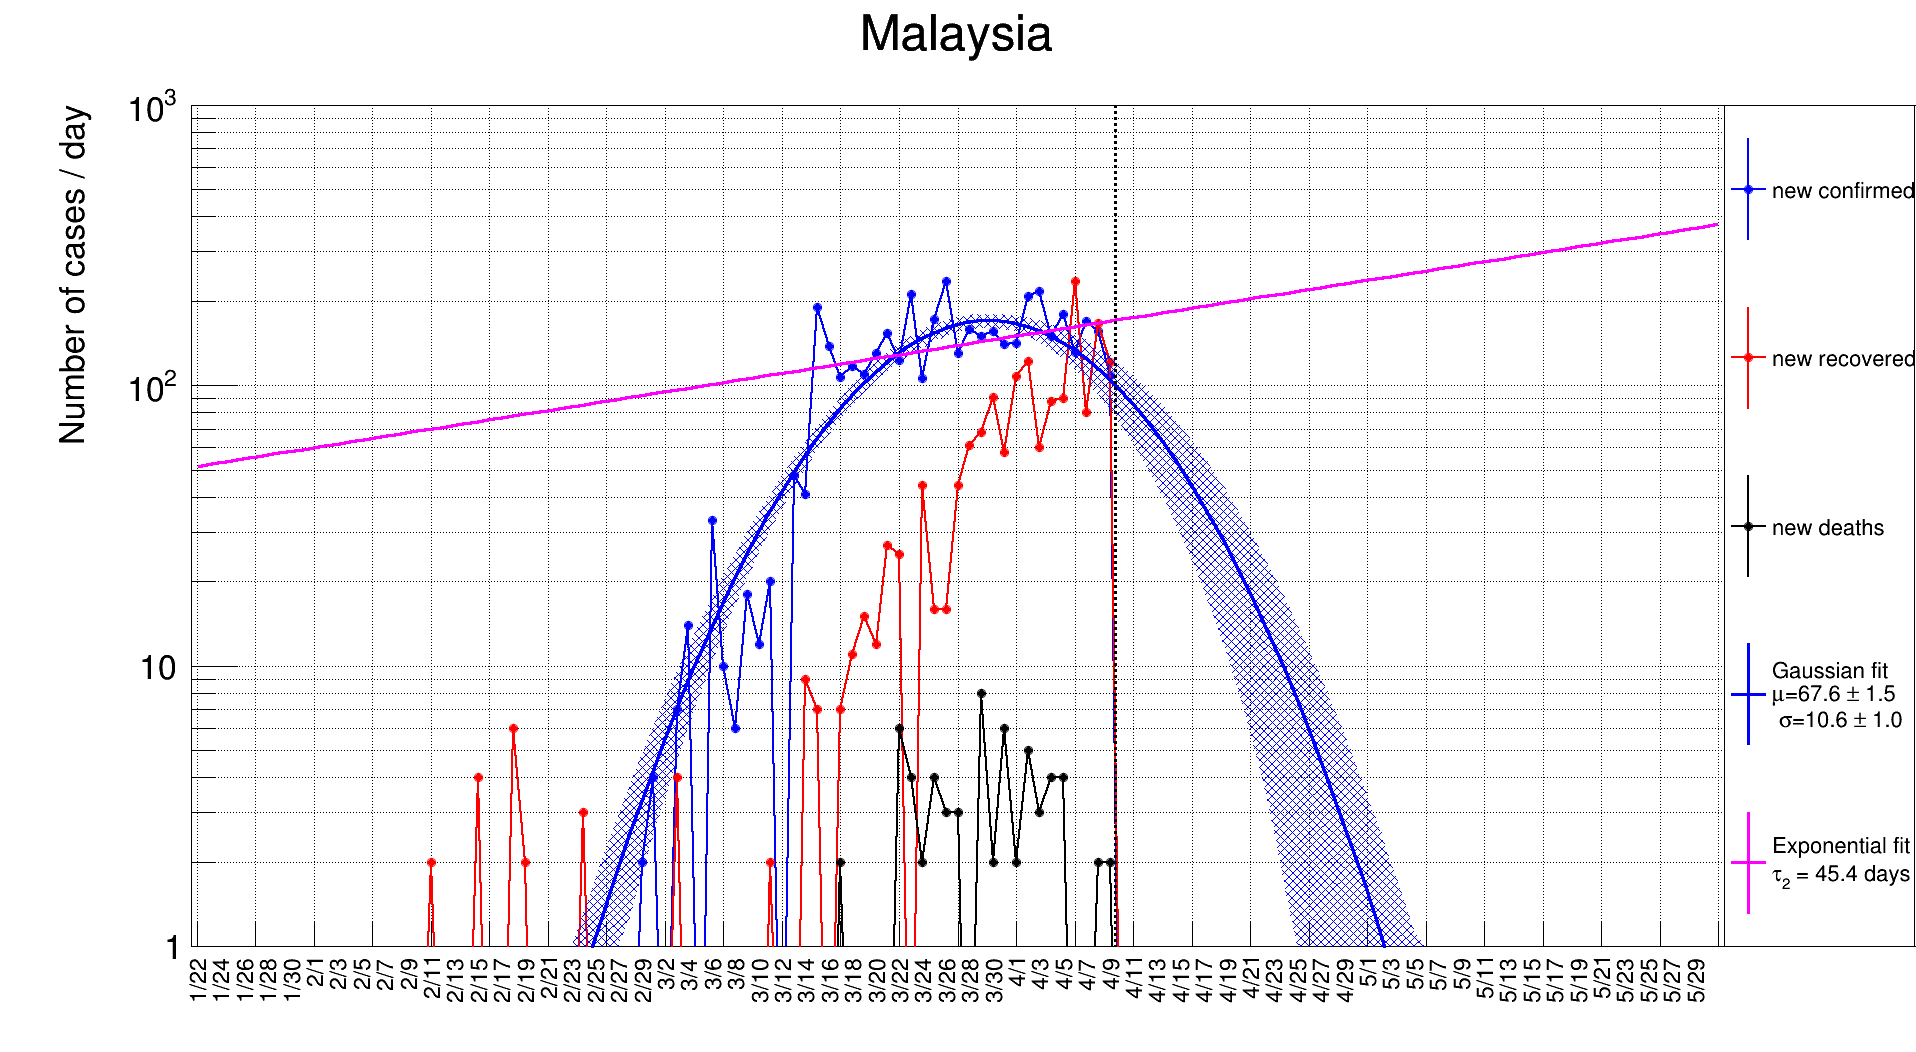 Malaysia
Number of cases / day
10³
10²
10
1
1/22 1/24 1/26 1/28 1/30 2/1 2/3 2/5 2/7 2/9 2/11 2/13 2/15 2/17 2/19 2/21 2/23 2/25 2/27 2/29 3/2 3/4 3/6 3/8 3/10 3/12 3/14 3/16 3/18 3/20 3/22 3/24 3/26 3/28 3/30 4/1 4/3 4/5 4/7 4/9 4/11 4/13 4/15 4/17 4/19 4/21 4/23 4/25 4/27 4/29 5/1 5/3 5/5 5/7 5/9 5/11 5/13 5/15 5/17 5/19 5/21 5/23 5/25 5/27 5/29
new confirmed
new recovered
new deaths
Gaussian fit
μ=67.6 ± 1.5
σ=10.6 ± 1.0
Exponential fit
τ₂ = 45.4 days